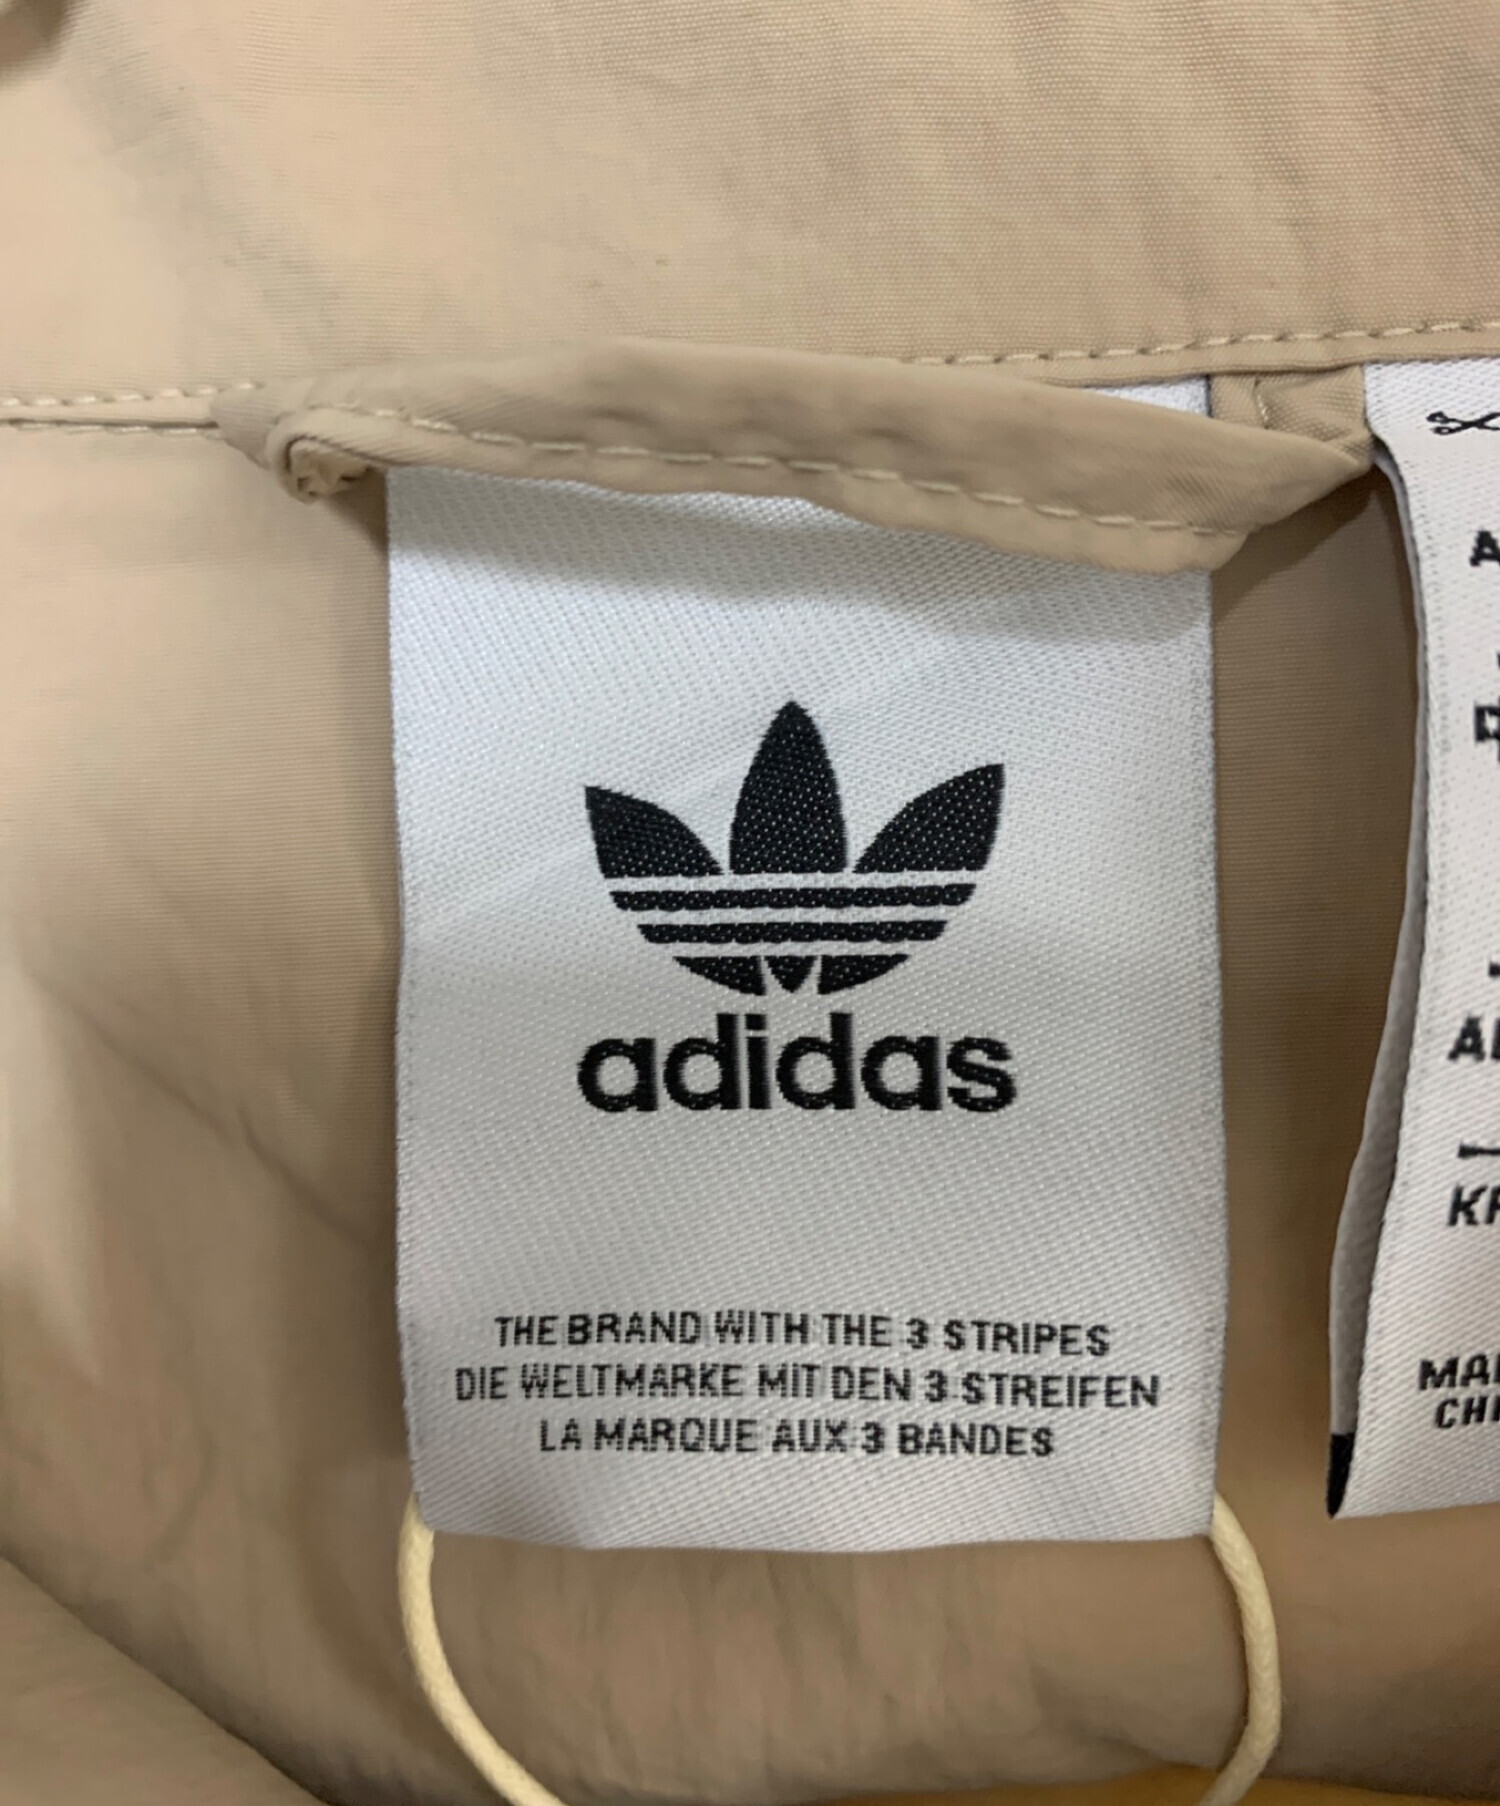 adidas
THE BRAND WITH THE 3 STRIPES
DIE WELTMARKE MIT DEN 3 STREIFEN
LA MARQUE AUX 3 BANDES